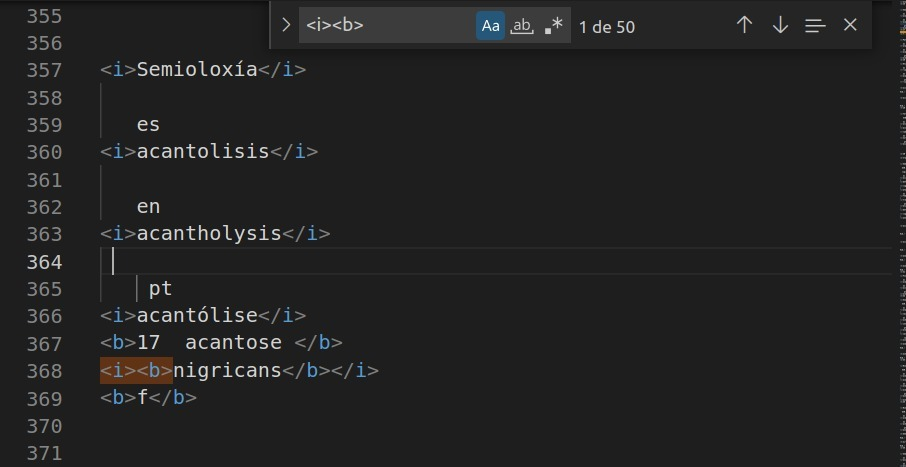 355
<i><b> Aa ab .* 1 de 50
356
357 <i>Semioloxía</i>
358
359 es
360 <i>acantolisis</i>
361
362 en
363 <i>acantholysis</i>
364
365 pt
366 <i>acantólise</i>
367 <b>17  acantose </b>
368 <i><b>nigricans</b></i>
369 <b>f</b>
370
371